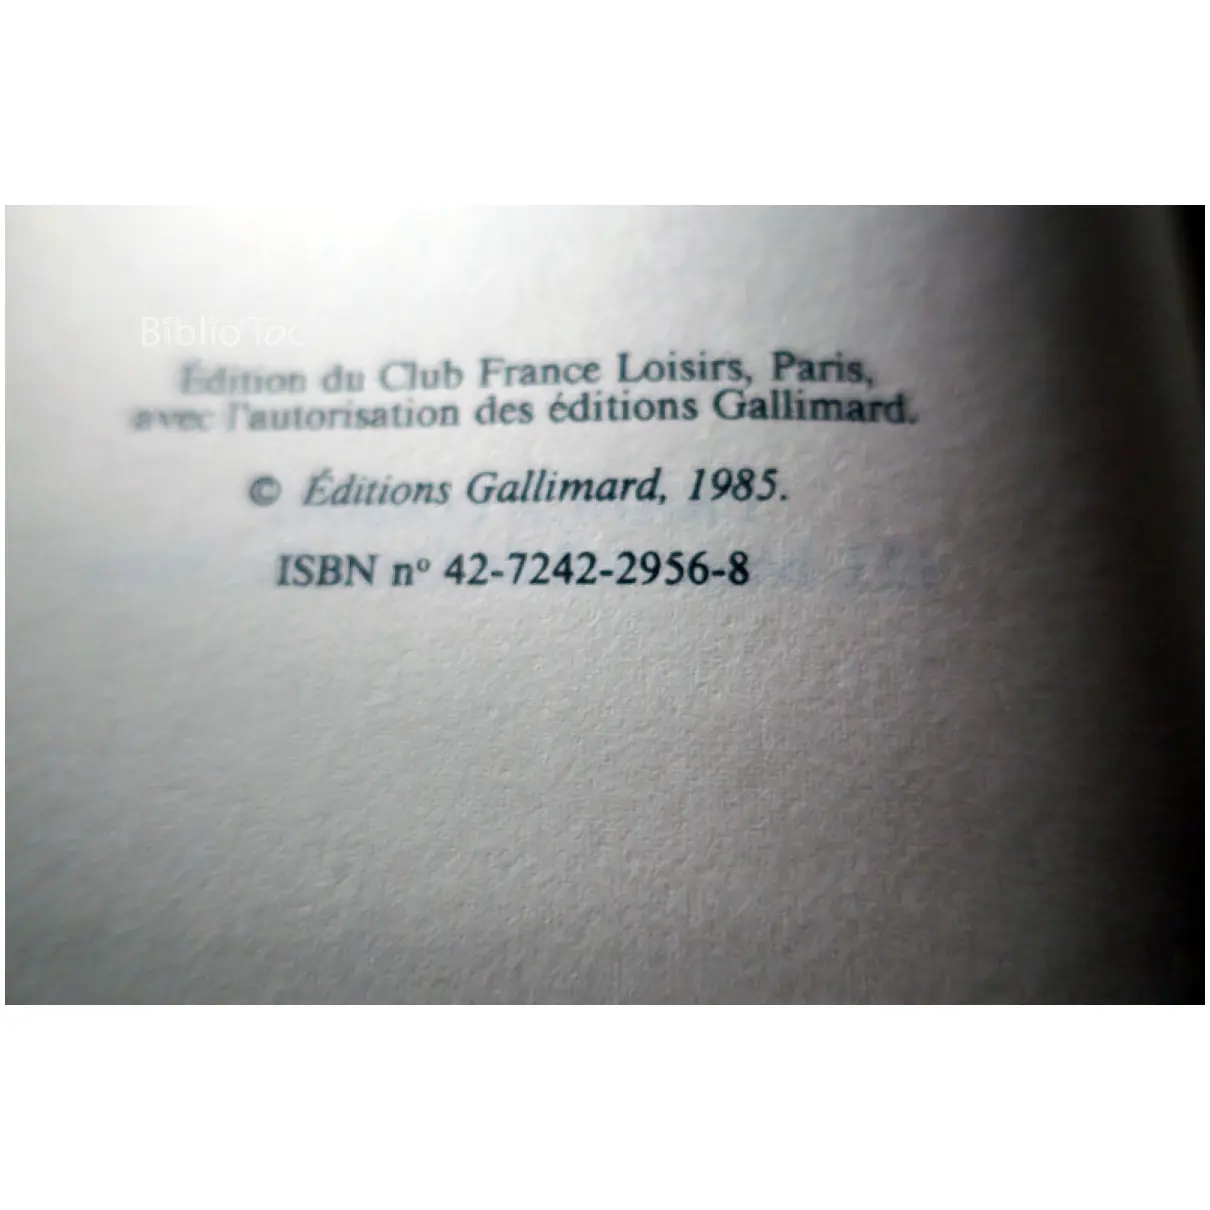 BiblioToc
Édition du Club France Loisirs, Paris,
avec l'autorisation des éditions Gallimard.
© Éditions Gallimard, 1985.
ISBN nº 42-7242-2956-8